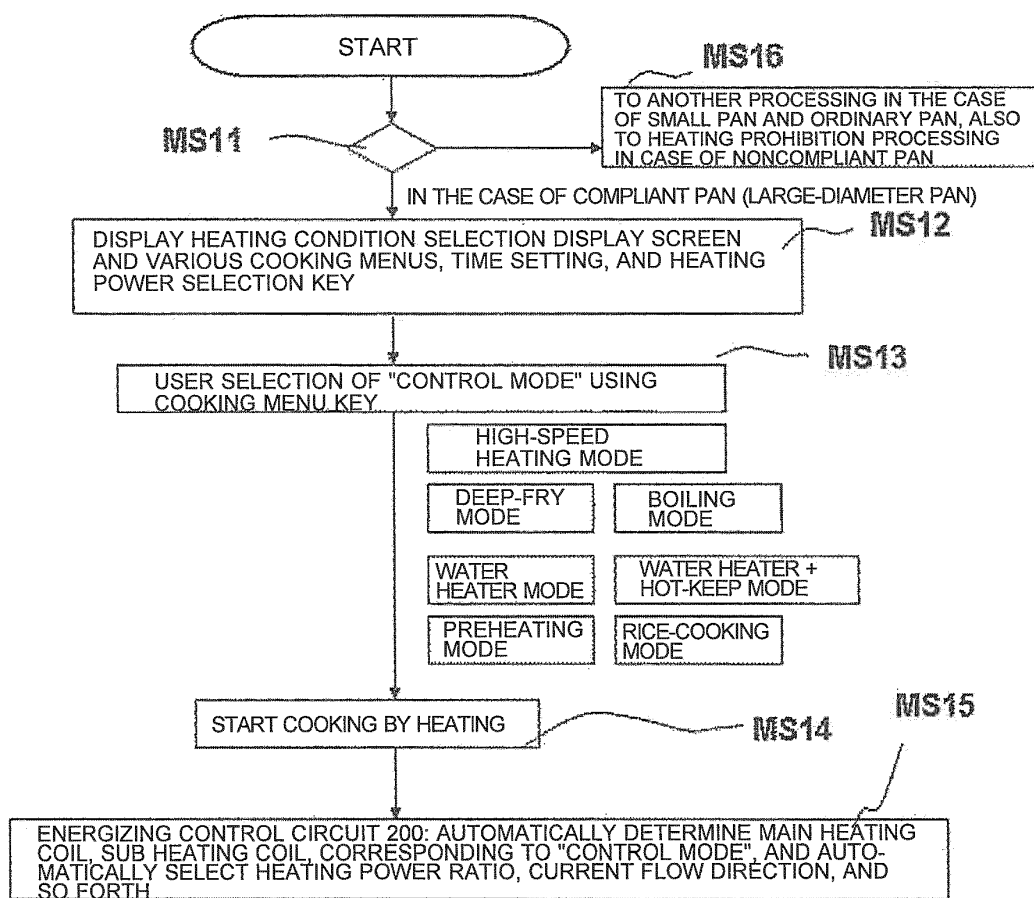 START
MS16
TO ANOTHER PROCESSING IN THE CASE
OF SMALL PAN AND ORDINARY PAN, ALSO
TO HEATING PROHIBITION PROCESSING
IN CASE OF NONCOMPLIANT PAN
MS11
IN THE CASE OF COMPLIANT PAN (LARGE-DIAMETER PAN)
MS12
DISPLAY HEATING CONDITION SELECTION DISPLAY SCREEN
AND VARIOUS COOKING MENUS, TIME SETTING, AND HEATING
POWER SELECTION KEY
MS13
USER SELECTION OF "CONTROL MODE" USING
COOKING MENU KEY
HIGH-SPEED
HEATING MODE
DEEP-FRY
MODE
BOILING
MODE
WATER
HEATER MODE
WATER HEATER +
HOT-KEEP MODE
PREHEATING
MODE
RICE-COOKING
MODE
START COOKING BY HEATING
MS14
MS15
ENERGIZING CONTROL CIRCUIT 200: AUTOMATICALLY DETERMINE MAIN HEATING
COIL, SUB HEATING COIL, CORRESPONDING TO "CONTROL MODE", AND AUTO-
MATICALLY SELECT HEATING POWER RATIO, CURRENT FLOW DIRECTION, AND
SO FORTH